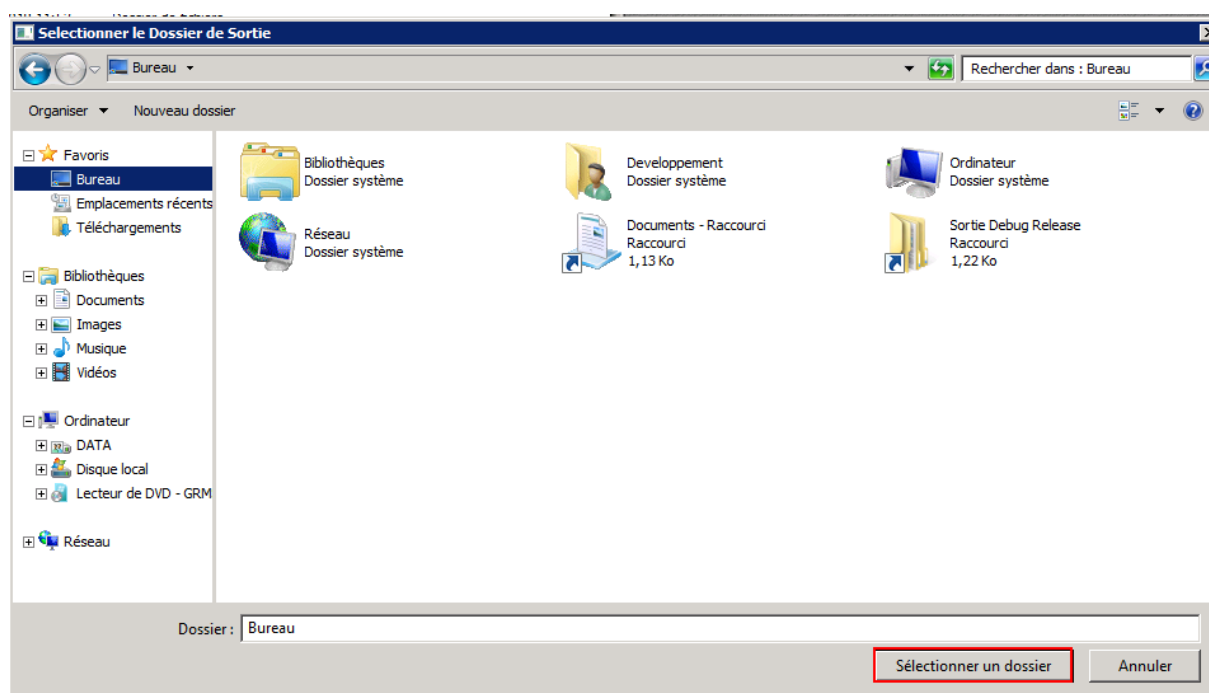 Selectionner le Dossier de Sortie
Bureau
Rechercher dans : Bureau
Organiser
Nouveau dossier
Favoris
Bureau
Emplacements récents
Téléchargements
Bibliothèques
Documents
Images
Musique
Vidéos
Ordinateur
DATA
Disque local
Lecteur de DVD - GRM
Réseau
Bibliothèques
Dossier système
Developpement
Dossier système
Ordinateur
Dossier système
Réseau
Dossier système
Documents - Raccourci
Raccourci
1,13 Ko
Sortie Debug Release
Raccourci
1,22 Ko
Dossier : Bureau
Sélectionner un dossier
Annuler